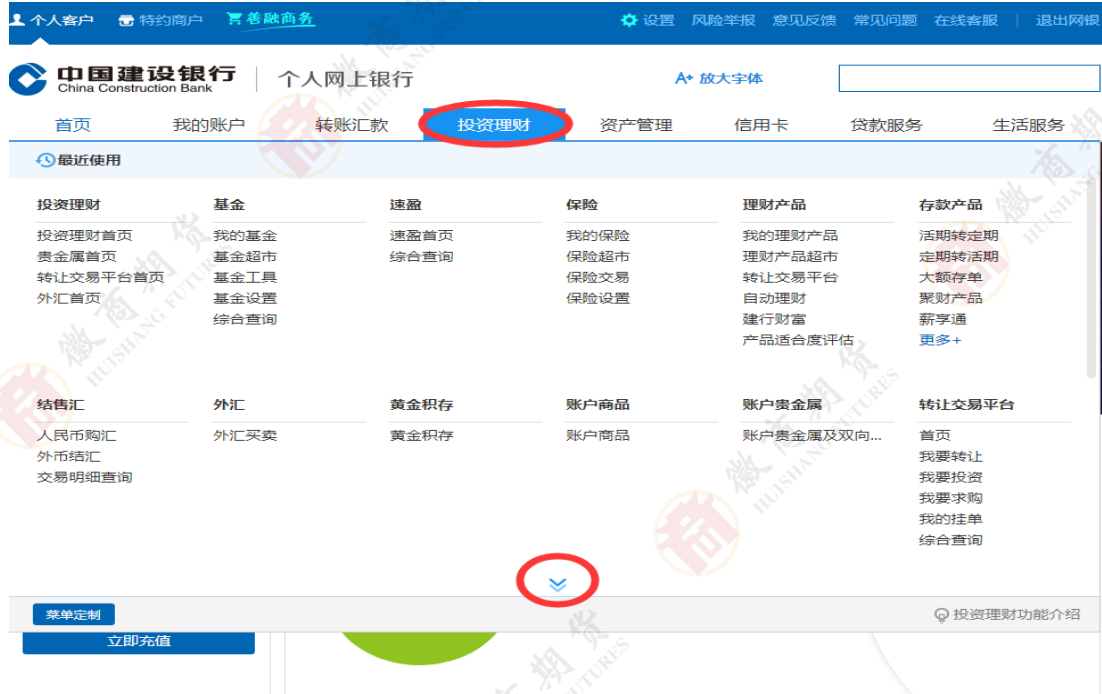 个人客户 特约商户 善融商务 设置 风险举报 意见反馈 常见问题 在线客服 | 退出网银
中国建设银行 个人网上银行 A+ 放大字体
China Construction Bank
首页 我的账户 转账汇款 投资理财 资产管理 信用卡 贷款服务 生活服务
最近使用
投资理财 基金 速盈 保险 理财产品 存款产品
投资理财首页 我的基金 速盈首页 我的保险 我的理财产品 活期转定期
贵金属首页 基金超市 综合查询 保险超市 理财产品超市 定期转活期
转让交易平台首页 基金工具 保险交易 转让交易平台 大额存单
外汇首页 基金设置 保险设置 自动理财 聚财产品
综合查询 建行财富 薪享通
产品适合度评估 更多+
结售汇 外汇 黄金积存 账户商品 账户贵金属 转让交易平台
人民币购汇 外汇买卖 黄金积存 账户商品 账户贵金属及双向... 首页
外币结汇 我要转让
交易明细查询 我要投资
我要求购
我的挂单
综合查询
菜单定制 投资理财功能介绍
立即充值
徽商期货
HUISHANG FUTURES